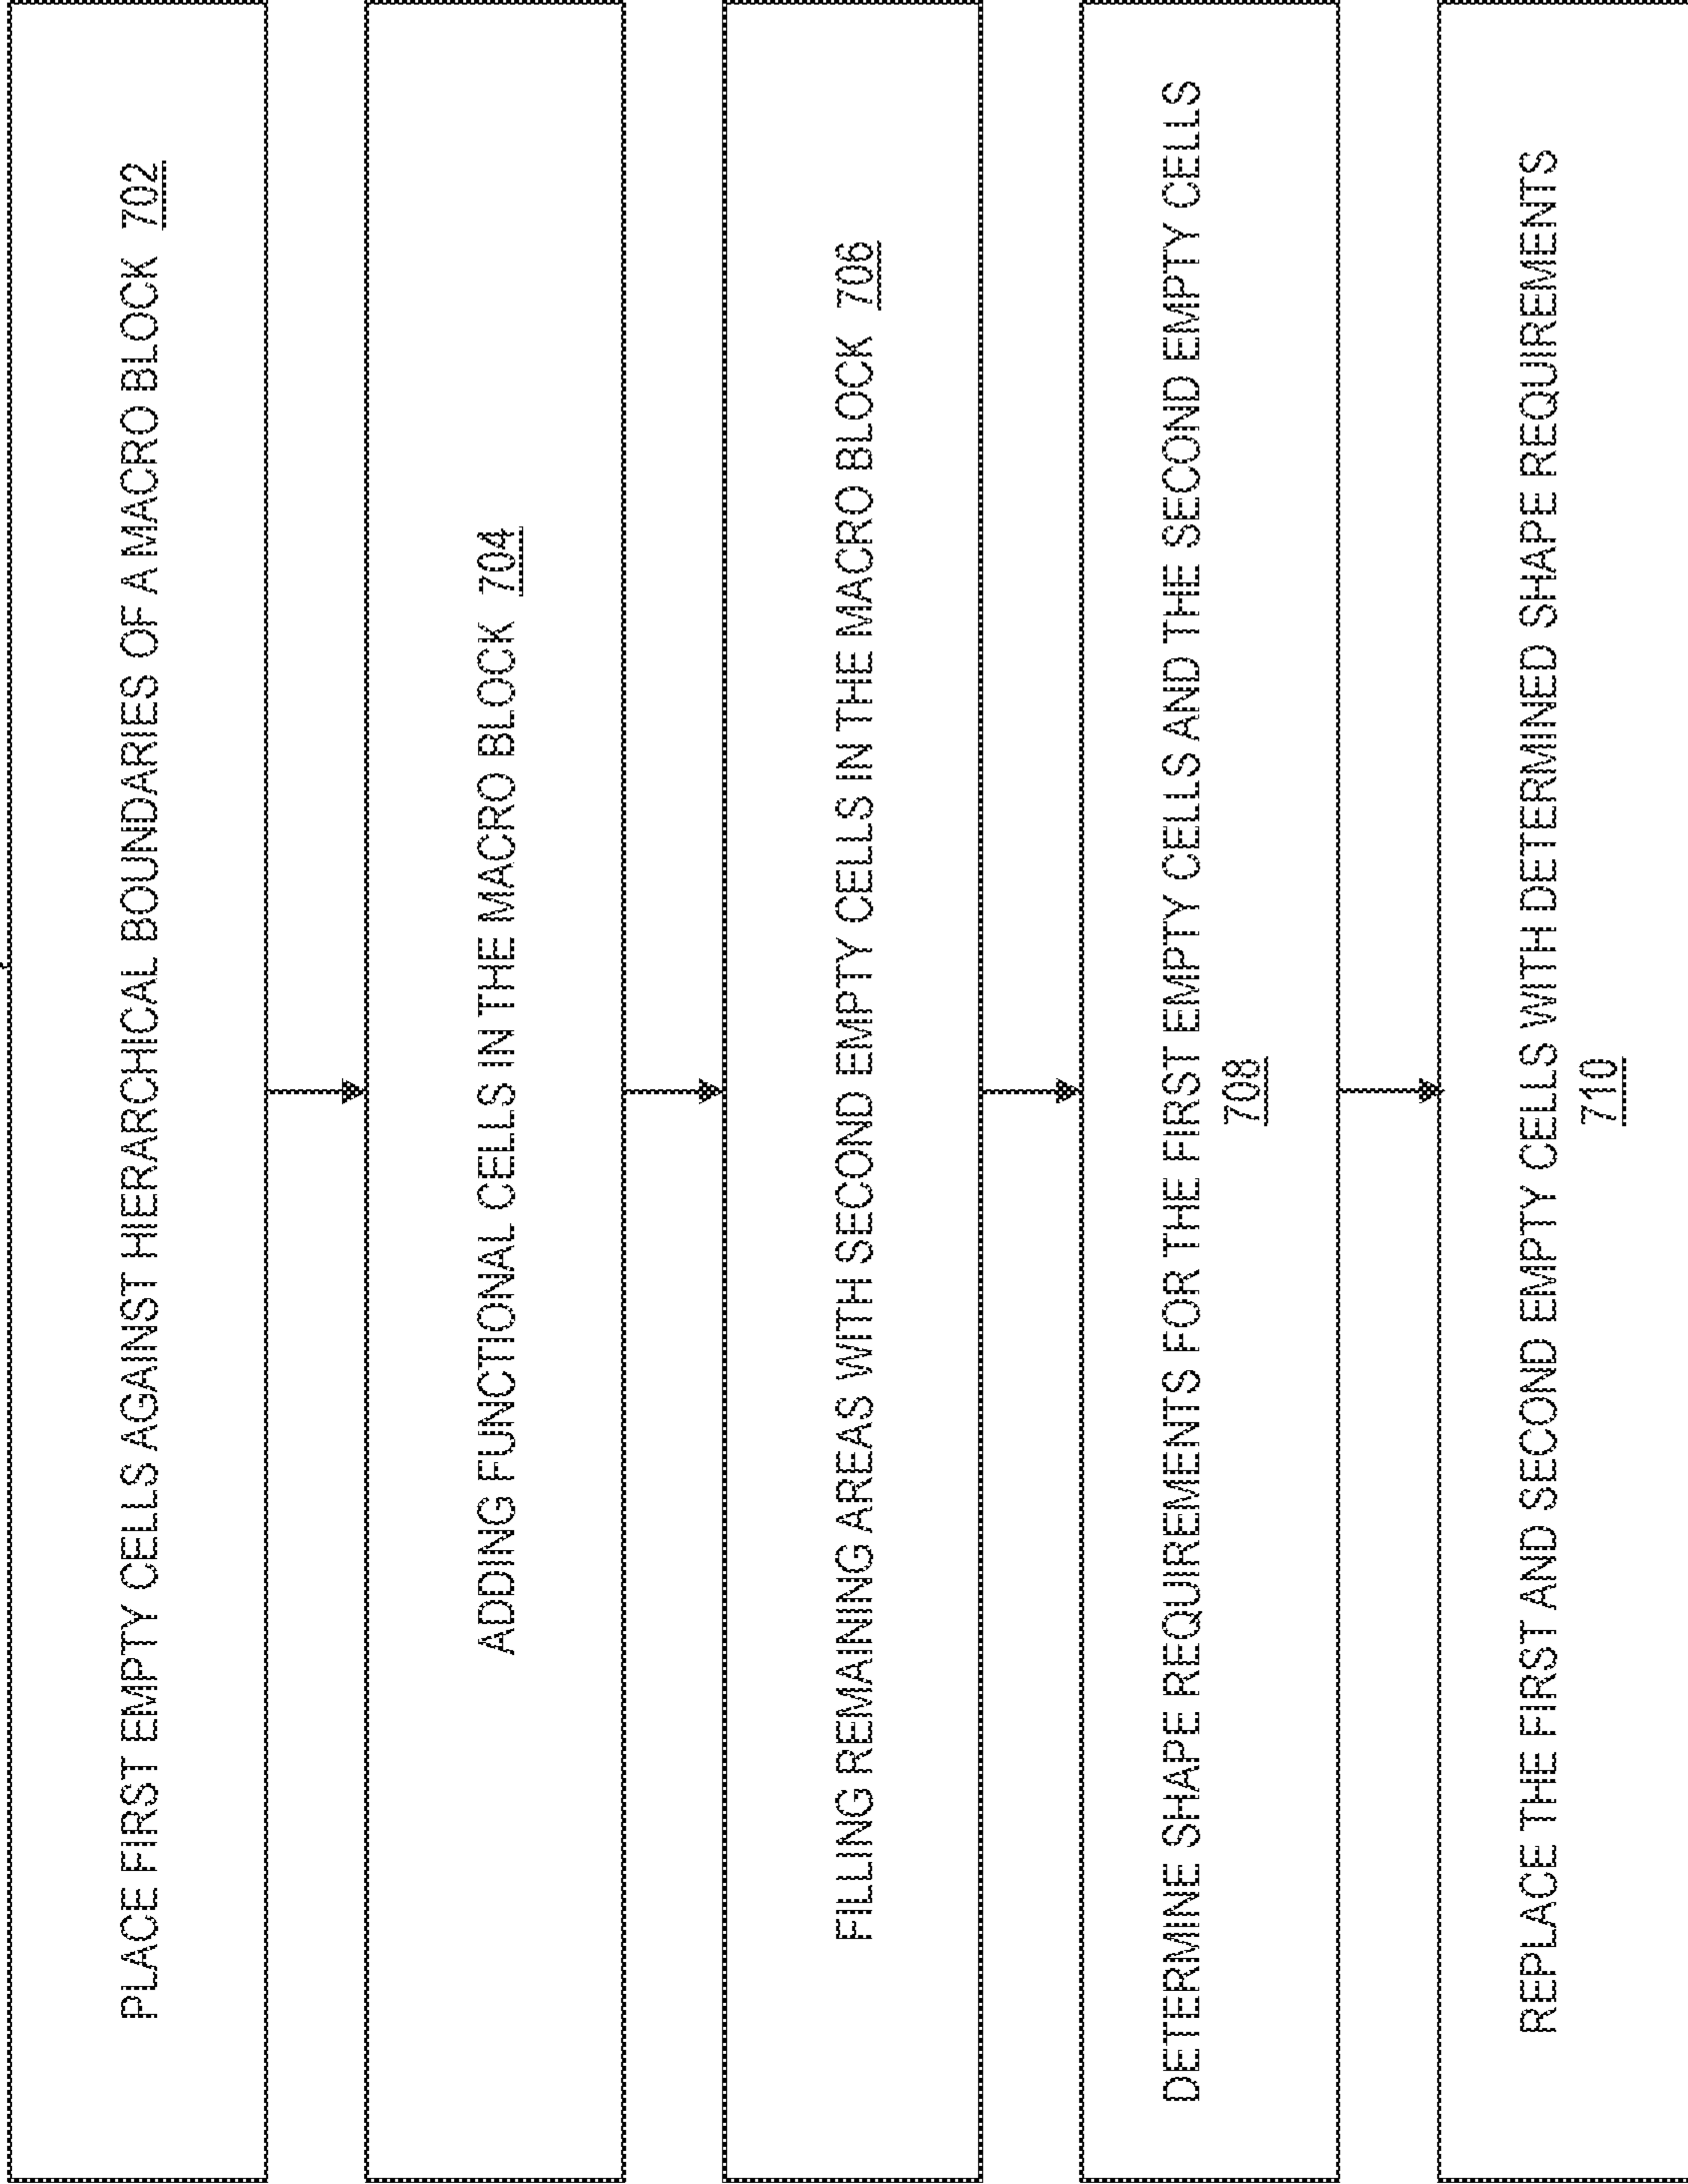 PLACE FIRST EMPTY CELLS AGAINST HIERARCHICAL BOUNDARIES OF A MACRO BLOCK 702
ADDING FUNCTIONAL CELLS IN THE MACRO BLOCK 704
FILLING REMAINING AREAS WITH SECOND EMPTY CELLS IN THE MACRO BLOCK 706
DETERMINE SHAPE REQUIREMENTS FOR THE FIRST EMPTY CELLS AND THE SECOND EMPTY CELLS
708
REPLACE THE FIRST AND SECOND EMPTY CELLS WITH DETERMINED SHAPE REQUIREMENTS
710